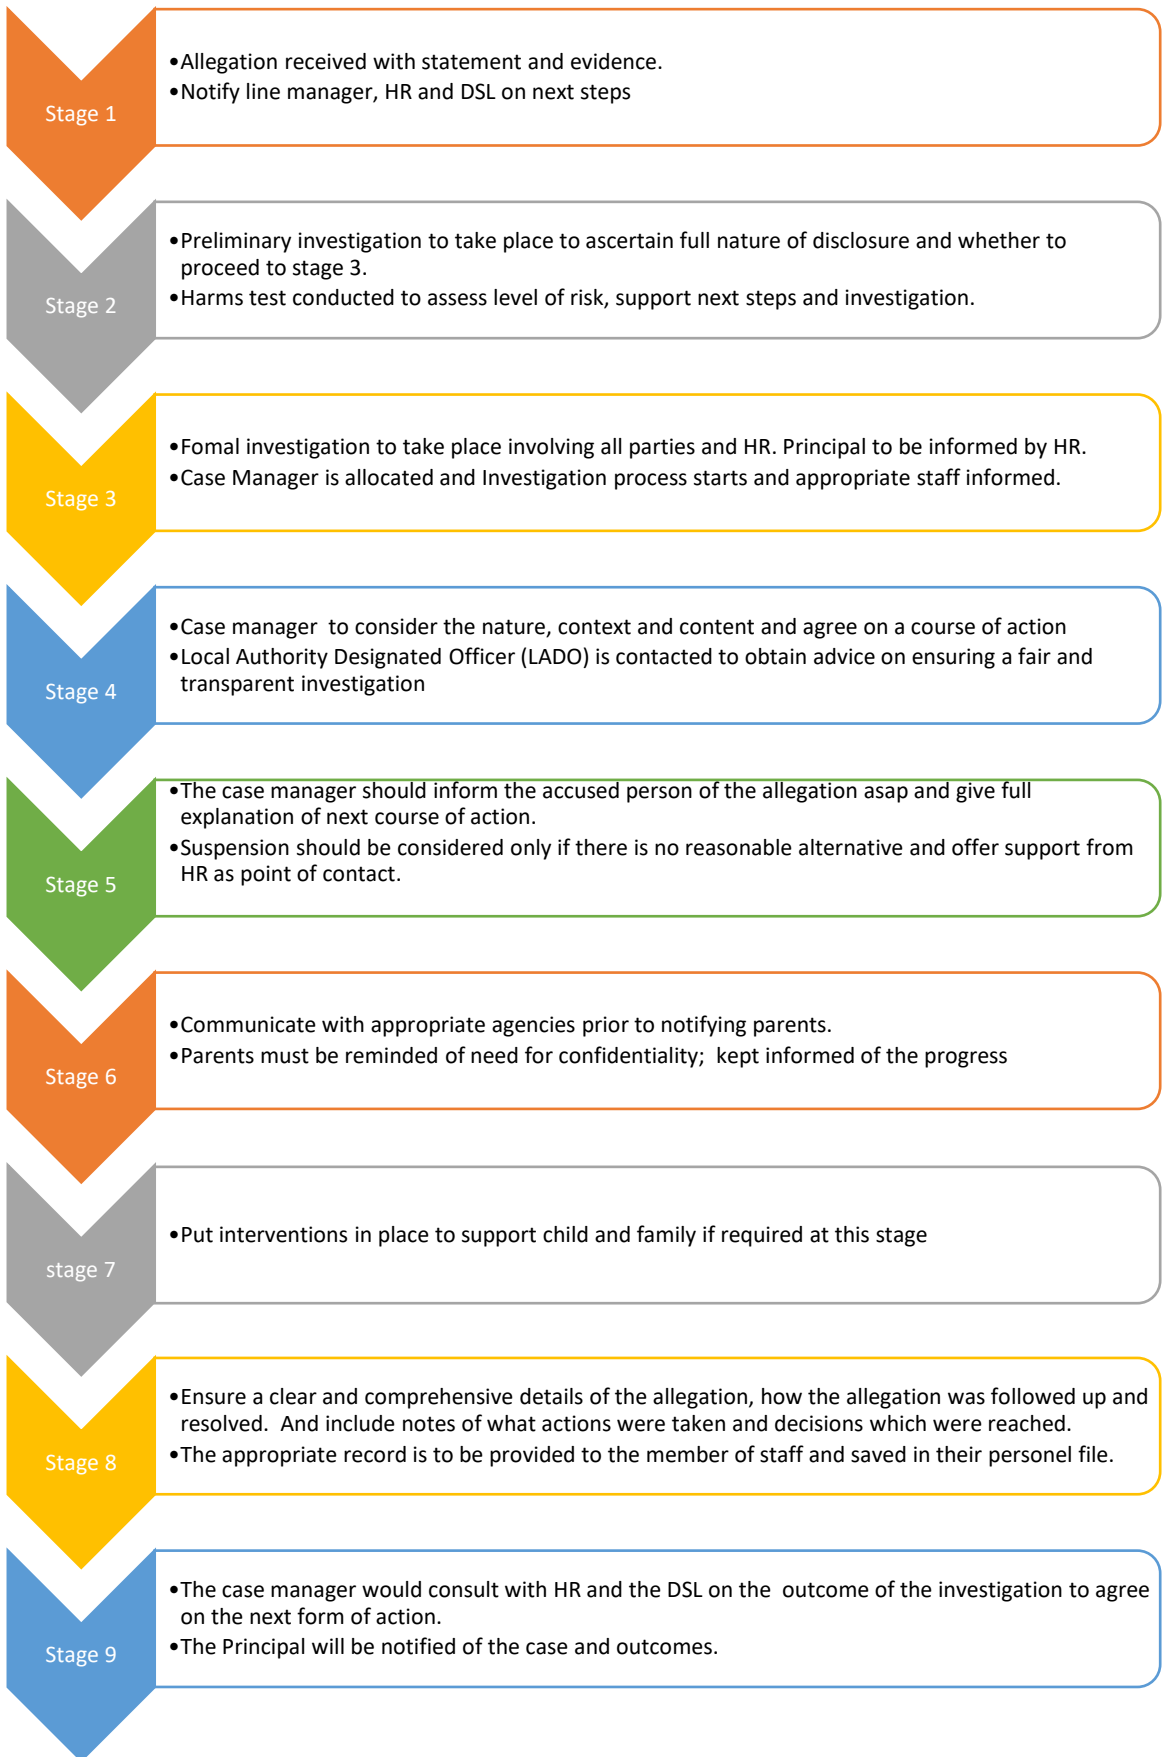 Stage 1
•Allegation received with statement and evidence.
•Notify line manager, HR and DSL on next steps
Stage 2
•Preliminary investigation to take place to ascertain full nature of disclosure and whether to
proceed to stage 3.
•Harms test conducted to assess level of risk, support next steps and investigation.
Stage 3
•Fomal investigation to take place involving all parties and HR. Principal to be informed by HR.
•Case Manager is allocated and Investigation process starts and appropriate staff informed.
Stage 4
•Case manager  to consider the nature, context and content and agree on a course of action
•Local Authority Designated Officer (LADO) is contacted to obtain advice on ensuring a fair and
transparent investigation
Stage 5
•The case manager should inform the accused person of the allegation asap and give full
explanation of next course of action.
•Suspension should be considered only if there is no reasonable alternative and offer support from
HR as point of contact.
Stage 6
•Communicate with appropriate agencies prior to notifying parents.
•Parents must be reminded of need for confidentiality;  kept informed of the progress
stage 7
•Put interventions in place to support child and family if required at this stage
Stage 8
•Ensure a clear and comprehensive details of the allegation, how the allegation was followed up and
resolved.  And include notes of what actions were taken and decisions which were reached.
•The appropriate record is to be provided to the member of staff and saved in their personel file.
Stage 9
•The case manager would consult with HR and the DSL on the  outcome of the investigation to agree
on the next form of action.
•The Principal will be notified of the case and outcomes.